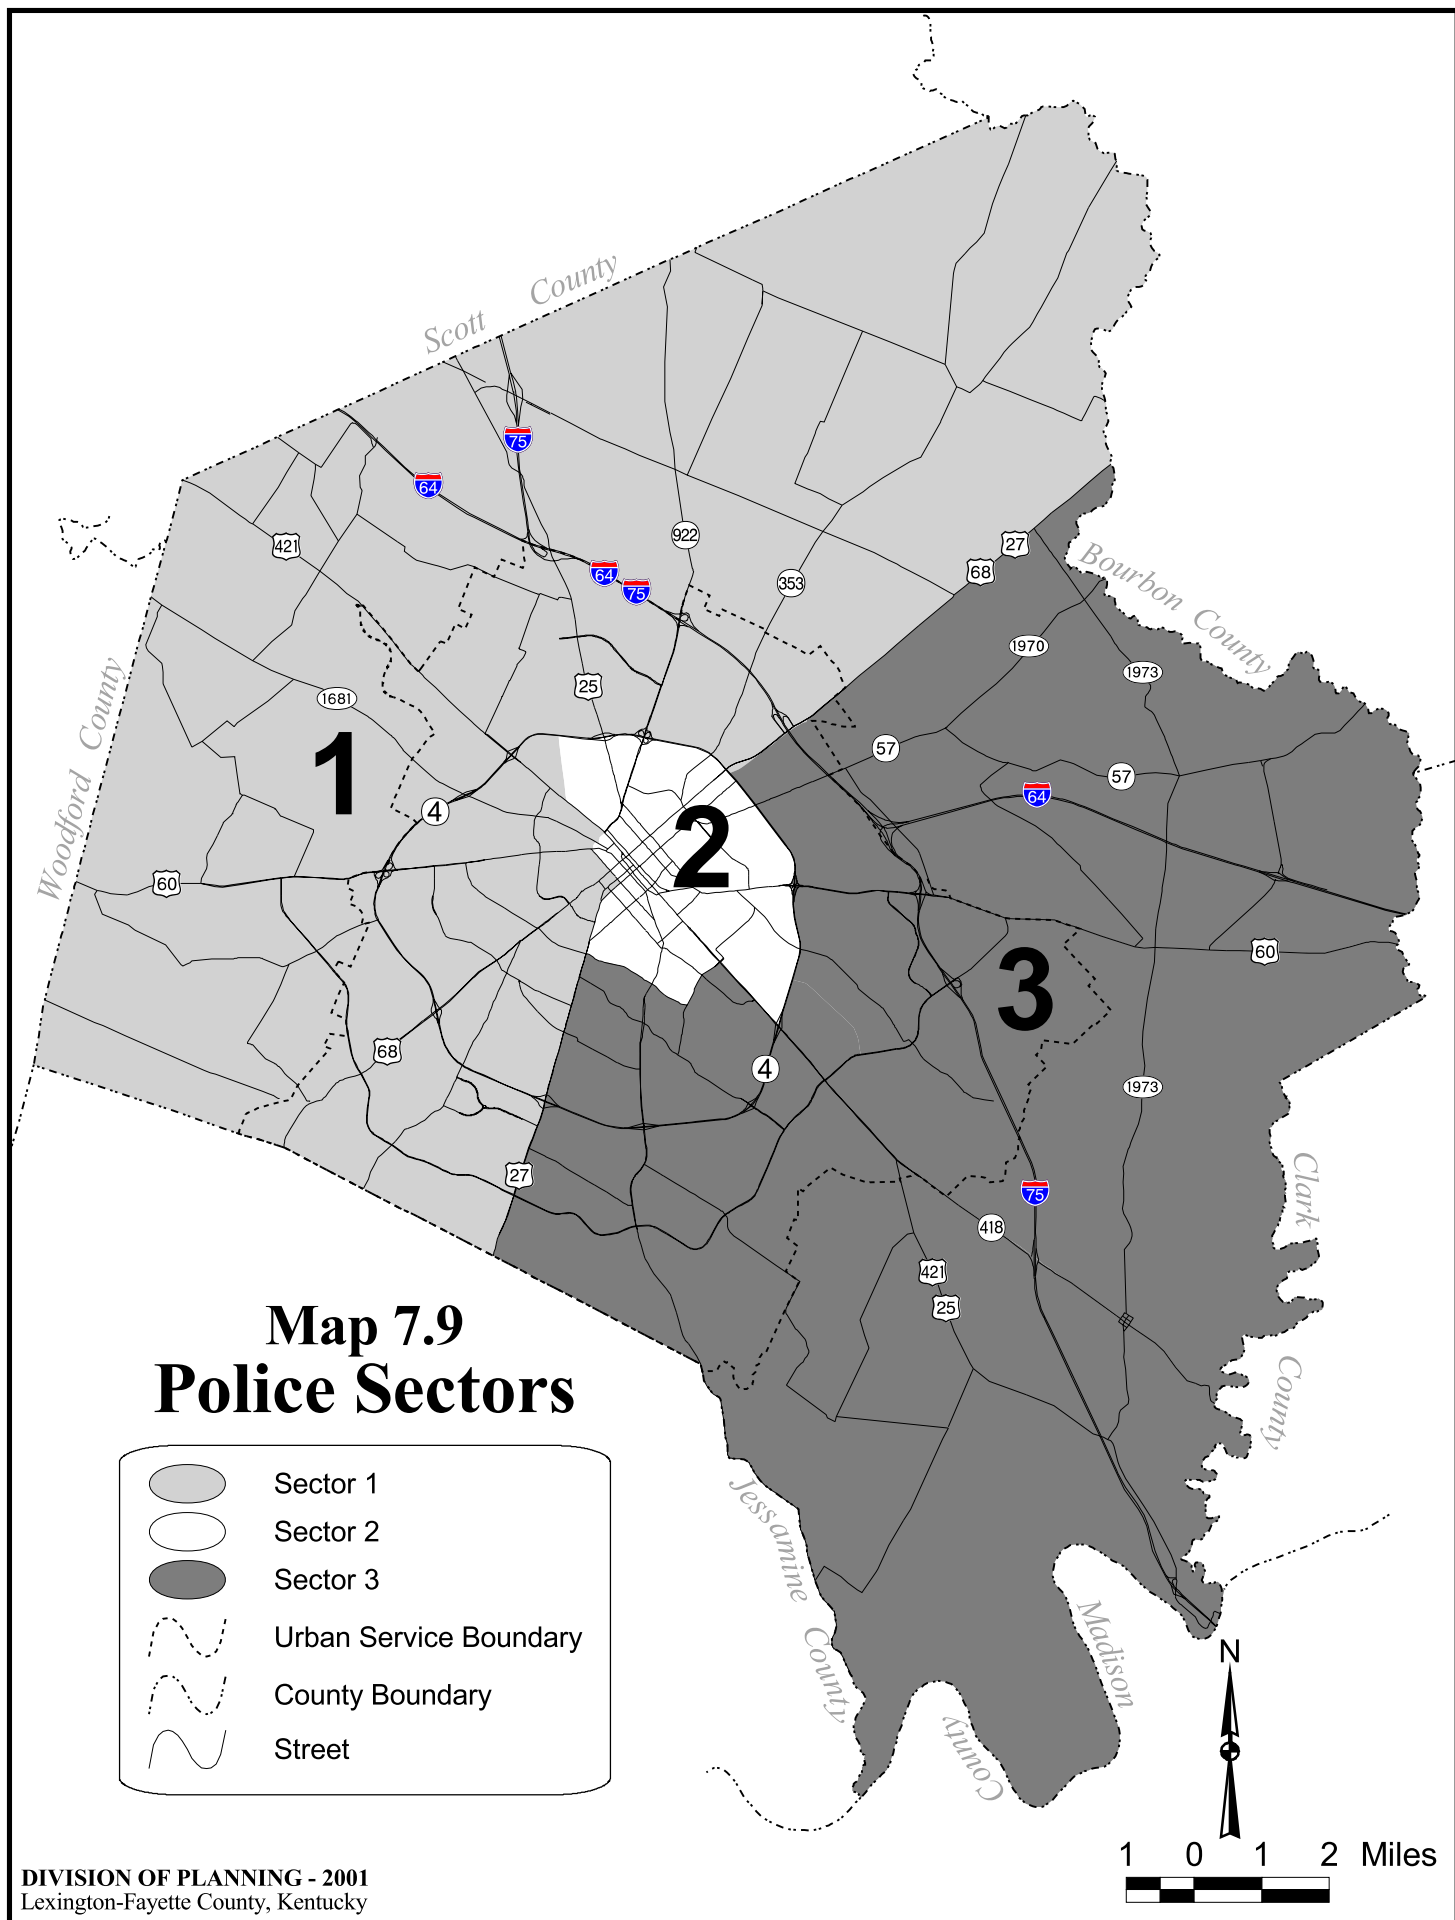 Scott County
75
64
922
27
421
68
64
75
353
Bourbon County
1970
1973
25
1681
Woodford County
57
57
1
64
4
2
60
60
3
68
4
1973
27
Clark County
75
418
421
25
Map 7.9
Police Sectors
Sector 1
Sector 2
Sector 3
Urban Service Boundary
County Boundary
Street
Jessamine County
Madison County
N
1 0 1 2 Miles
DIVISION OF PLANNING - 2001
Lexington-Fayette County, Kentucky